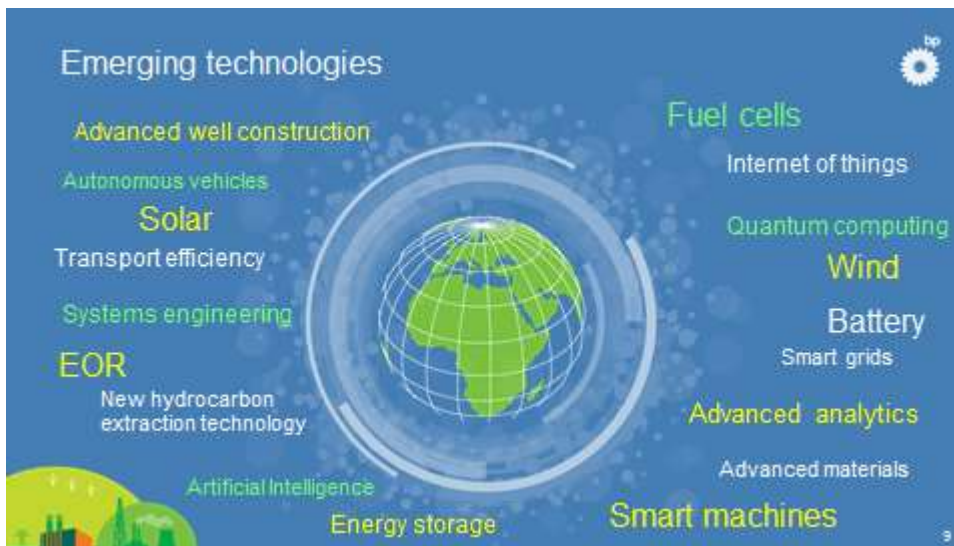 Emerging technologies
bp
Advanced well construction
Autonomous vehicles
Solar
Transport efficiency
Systems engineering
EOR
New hydrocarbon
extraction technology
Artificial Intelligence
Energy storage
Fuel cells
Internet of things
Quantum computing
Wind
Battery
Smart grids
Advanced analytics
Advanced materials
Smart machines
9